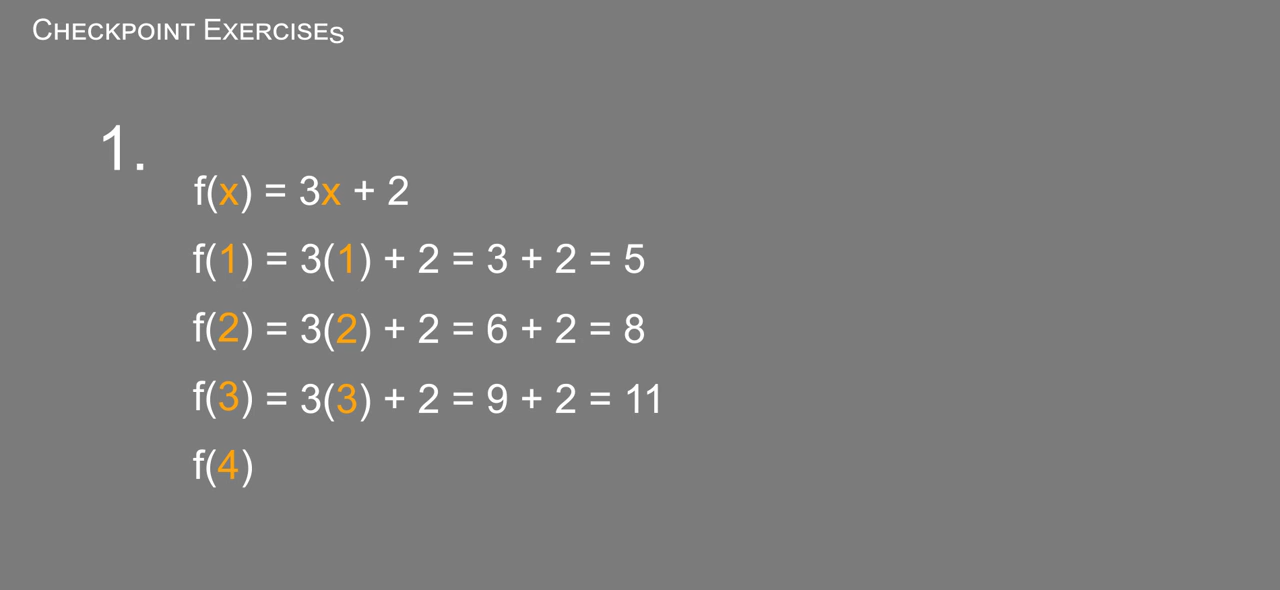 CHECKPOINT EXERCISES
1.
f(x) = 3x + 2
f(1) = 3(1) + 2 = 3 + 2 = 5
f(2) = 3(2) + 2 = 6 + 2 = 8
f(3) = 3(3) + 2 = 9 + 2 = 11
f(4)